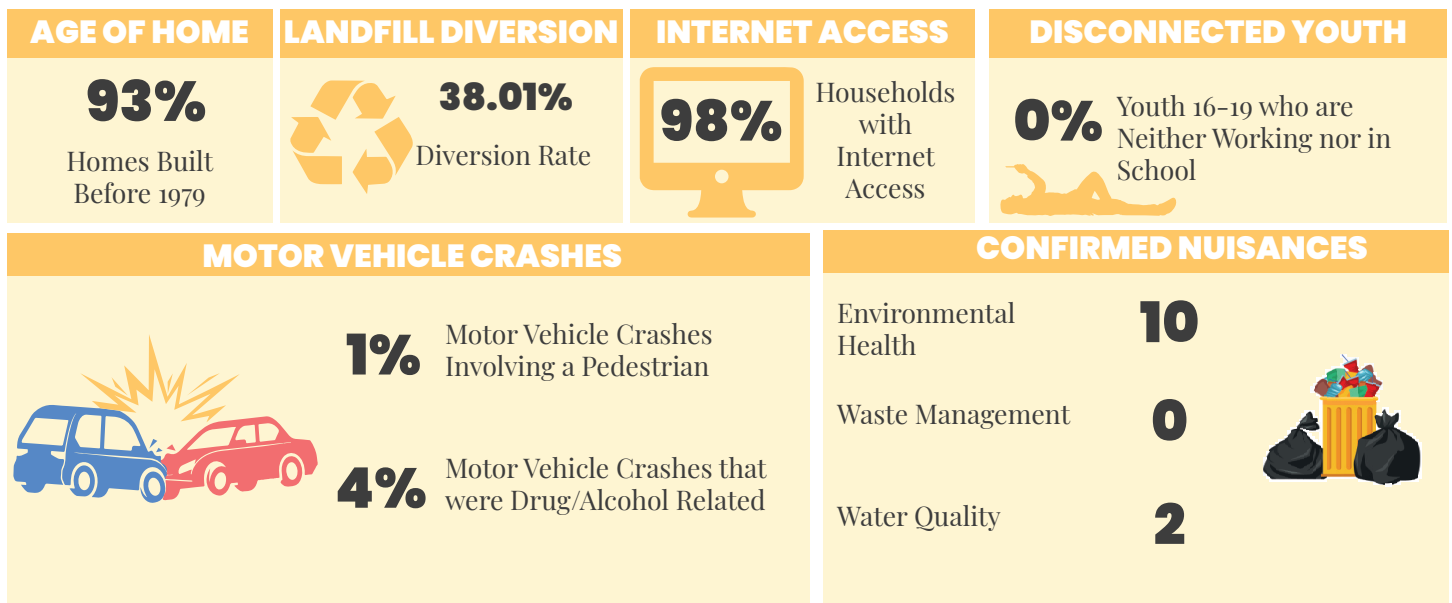 AGE OF HOME
93%
Homes Built
Before 1979
LANDFILL DIVERSION
38.01%
Diversion Rate
INTERNET ACCESS
98%
Households
with
Internet
Access
DISCONNECTED YOUTH
0%
Youth 16-19 who are
Neither Working nor in
School
MOTOR VEHICLE CRASHES
1%
Motor Vehicle Crashes
Involving a Pedestrian
4%
Motor Vehicle Crashes that
were Drug/Alcohol Related
CONFIRMED NUISANCES
Environmental
Health
10
Waste Management
0
Water Quality
2